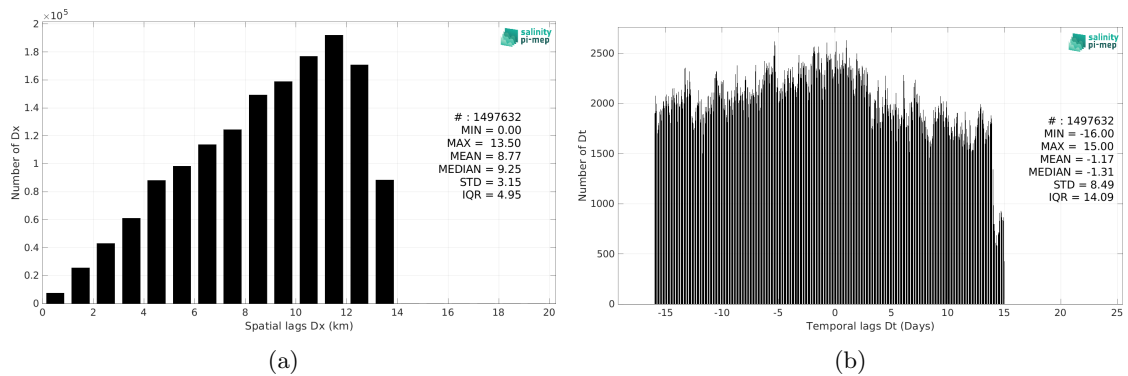 ×10^5
2
1.8
1.6
1.4
1.2
1
0.8
0.6
0.4
0.2
0
Number of Dx
0 2 4 6 8 10 12 14 16 18 20
Spatial lags Dx (km)
salinity
pi-mep
# : 1497632
MIN = 0.00
MAX = 13.50
MEAN = 8.77
MEDIAN = 9.25
STD = 3.15
IQR = 4.95
(a)
2500
2000
1500
1000
500
0
Number of Dt
-15 -10 -5 0 5 10 15 20 25
Temporal lags Dt (Days)
salinity
pi-mep
# : 1497632
MIN = -16.00
MAX = 15.00
MEAN = -1.17
MEDIAN = -1.31
STD = 8.49
IQR = 14.09
(b)